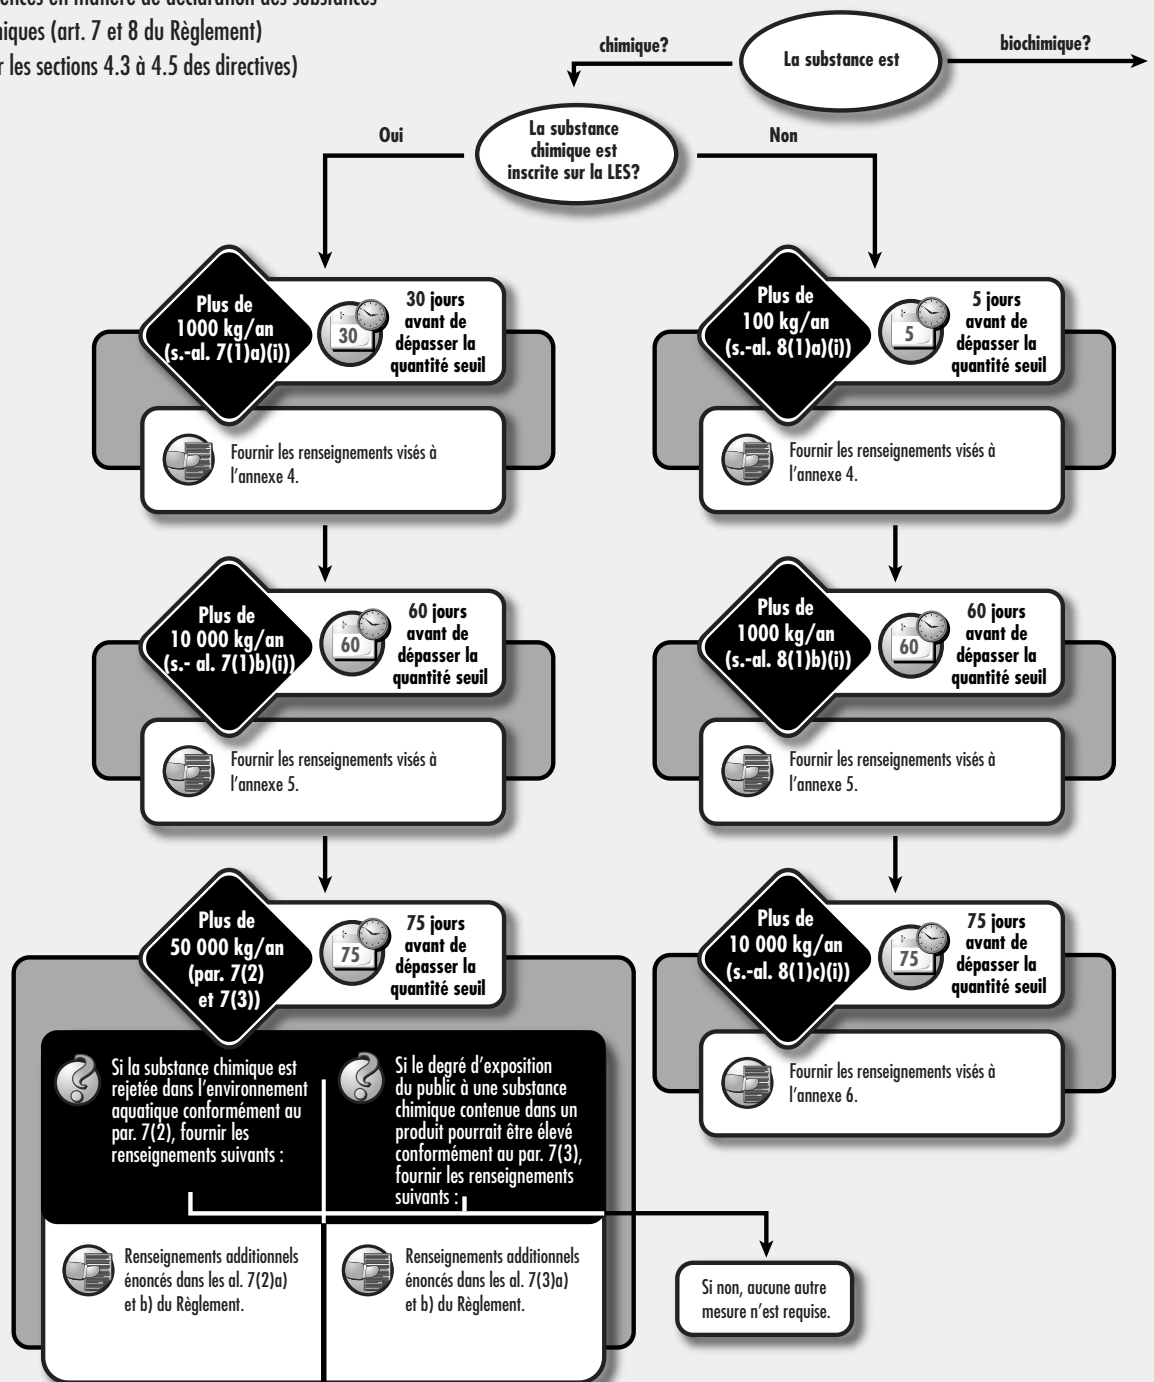 en matière de déclaration des substances
(art. 7 et 8 du Règlement)
les sections 4.3 à 4.5 des directives)
chimique?
La substance est
biochimique?
La substance
chimique est
inscrite sur la LES?
Oui
Non
Plus de
1000 kg/an
(s.-al. 7(1)a)(i))
30
30 jours
avant de
dépasser la
quantité seuil
Fournir les renseignements visés à
l'annexe 4.
Plus de
100 kg/an
(s.-al. 8(1)a)(i))
5
5 jours
avant de
dépasser la
quantité seuil
Fournir les renseignements visés à
l'annexe 4.
Plus de
10 000 kg/an
(s.- al. 7(1)b)(i))
60
60 jours
avant de
dépasser la
quantité seuil
Fournir les renseignements visés à
l'annexe 5.
Plus de
1000 kg/an
(s.-al. 8(1)b)(i))
60
60 jours
avant de
dépasser la
quantité seuil
Fournir les renseignements visés à
l'annexe 5.
Plus de
50 000 kg/an
(par. 7(2)
et 7(3))
75
75 jours
avant de
dépasser la
quantité seuil
Si la substance chimique est
rejetée dans l'environnement
aquatique conformément au
par. 7(2), fournir les
renseignements suivants :
Si le degré d'exposition
du public à une substance
chimique contenue dans un
produit pourrait être élevé
conformément au par. 7(3),
fournir les renseignements
suivants :
Renseignements additionnels
énoncés dans les al. 7(2)a)
et b) du Règlement.
Renseignements additionnels
énoncés dans les al. 7(3)a)
et b) du Règlement.
Plus de
10 000 kg/an
(s.-al. 8(1)c)(i))
75
75 jours
avant de
dépasser la
quantité seuil
Fournir les renseignements visés à
l'annexe 6.
Si non, aucune autre
mesure n'est requise.